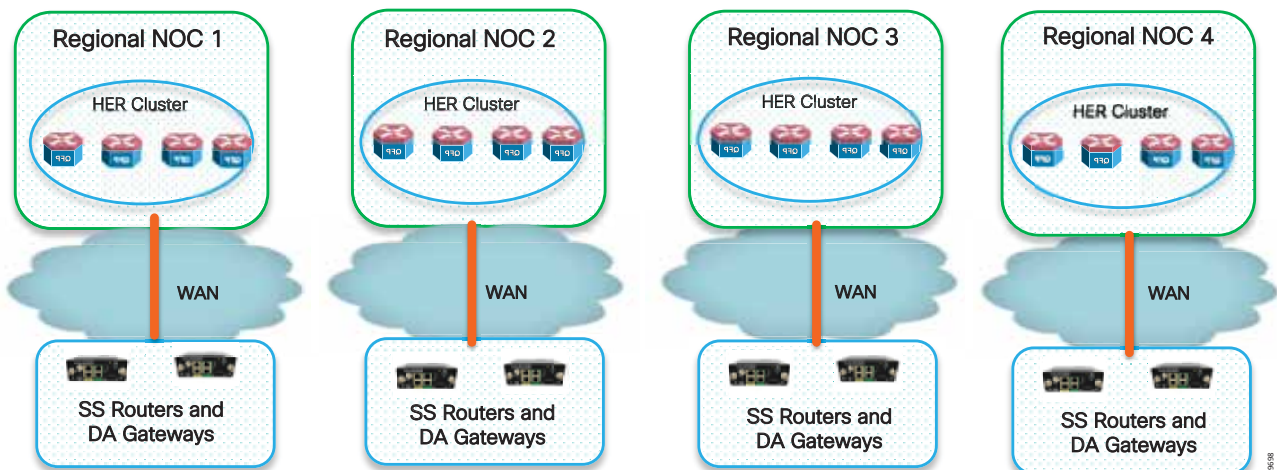 Regional NOC 1
Regional NOC 2
Regional NOC 3
Regional NOC 4
HER Cluster
HER Cluster
HER Cluster
HER Cluster
WAN
WAN
WAN
WAN
SS Routers and
DA Gateways
SS Routers and
DA Gateways
SS Routers and
DA Gateways
SS Routers and
DA Gateways